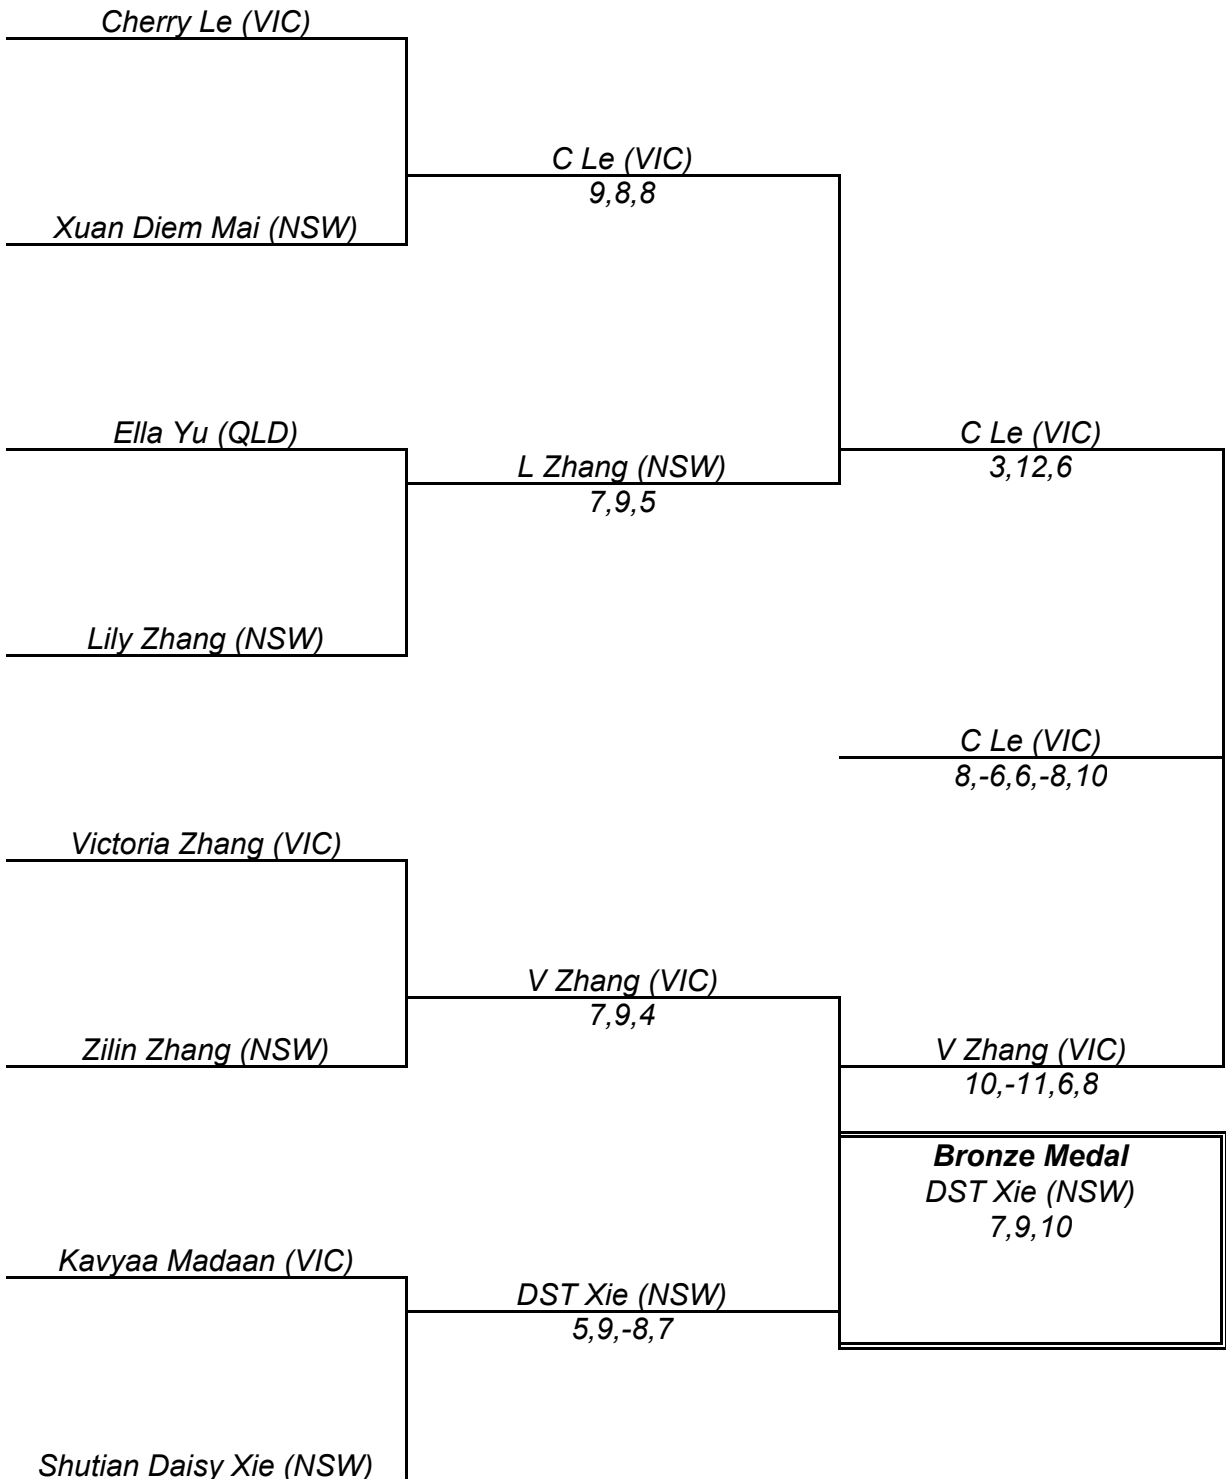 Cherry Le (VIC)
C Le (VIC)
9,8,8
Xuan Diem Mai (NSW)
Ella Yu (QLD)
C Le (VIC)
L Zhang (NSW)
3,12,6
7,9,5
Lily Zhang (NSW)
C Le (VIC)
8,-6,6,-8,10
Victoria Zhang (VIC)
V Zhang (VIC)
7,9,4
Zilin Zhang (NSW)
V Zhang (VIC)
10,-11,6,8
Bronze Medal
DST Xie (NSW)
7,9,10
Kavyaa Madaan (VIC)
DST Xie (NSW)
5,9,-8,7
Shutian Daisy Xie (NSW)